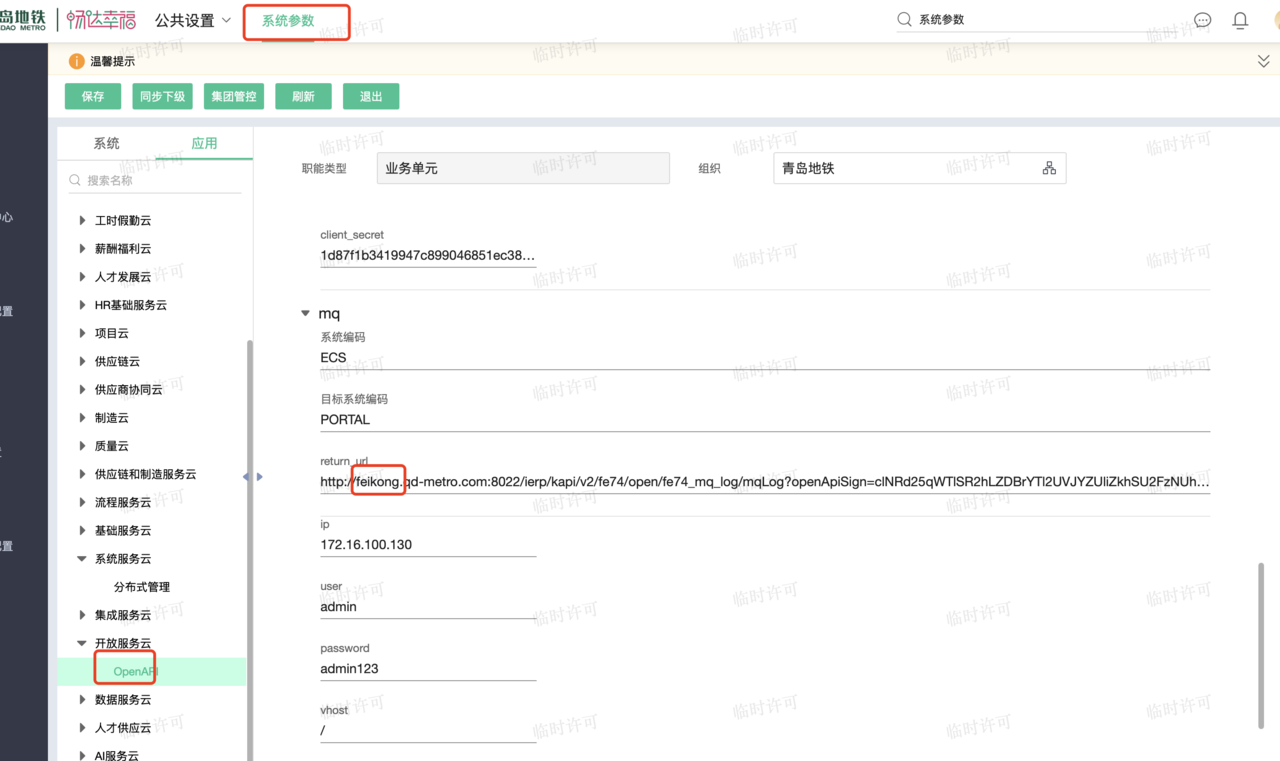 岛地铁
DAO METRO
畅达幸福
公共设置
系统参数
系统参数
温馨提示
保存
同步下级
集团管控
刷新
退出
系统
应用
搜索名称
职能类型
业务单元
组织
青岛地铁
工时假勤云
薪酬福利云
人才发展云
HR基础服务云
项目云
供应链云
供应商协同云
制造云
质量云
供应链和制造服务云
流程服务云
基础服务云
系统服务云
分布式管理
集成服务云
开放服务云
OpenAPI
数据服务云
人才供应云
AI服务云
心
置
置
client_secret
1d87f1b3419947c899046851ec38...
mq
系统编码
ECS
目标系统编码
PORTAL
return_url
http://feikong.qd-metro.com:8022/ierp/kapi/v2/fe74/open/fe74_mq_log/mqLog?openApiSign=
ip
172.16.100.130
user
admin
password
admin123
vhost
/
临时许可